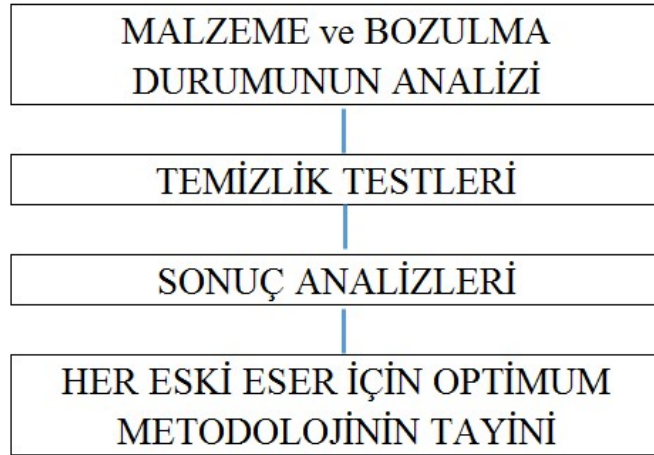 MALZEME ve BOZULMA
DURUMUNUN ANALİZİ
TEMİZLİK TESTLERİ
SONUÇ ANALİZLERİ
HER ESKİ ESER İÇİN OPTİMUM
METODOLOJİNİN TAYİNİ